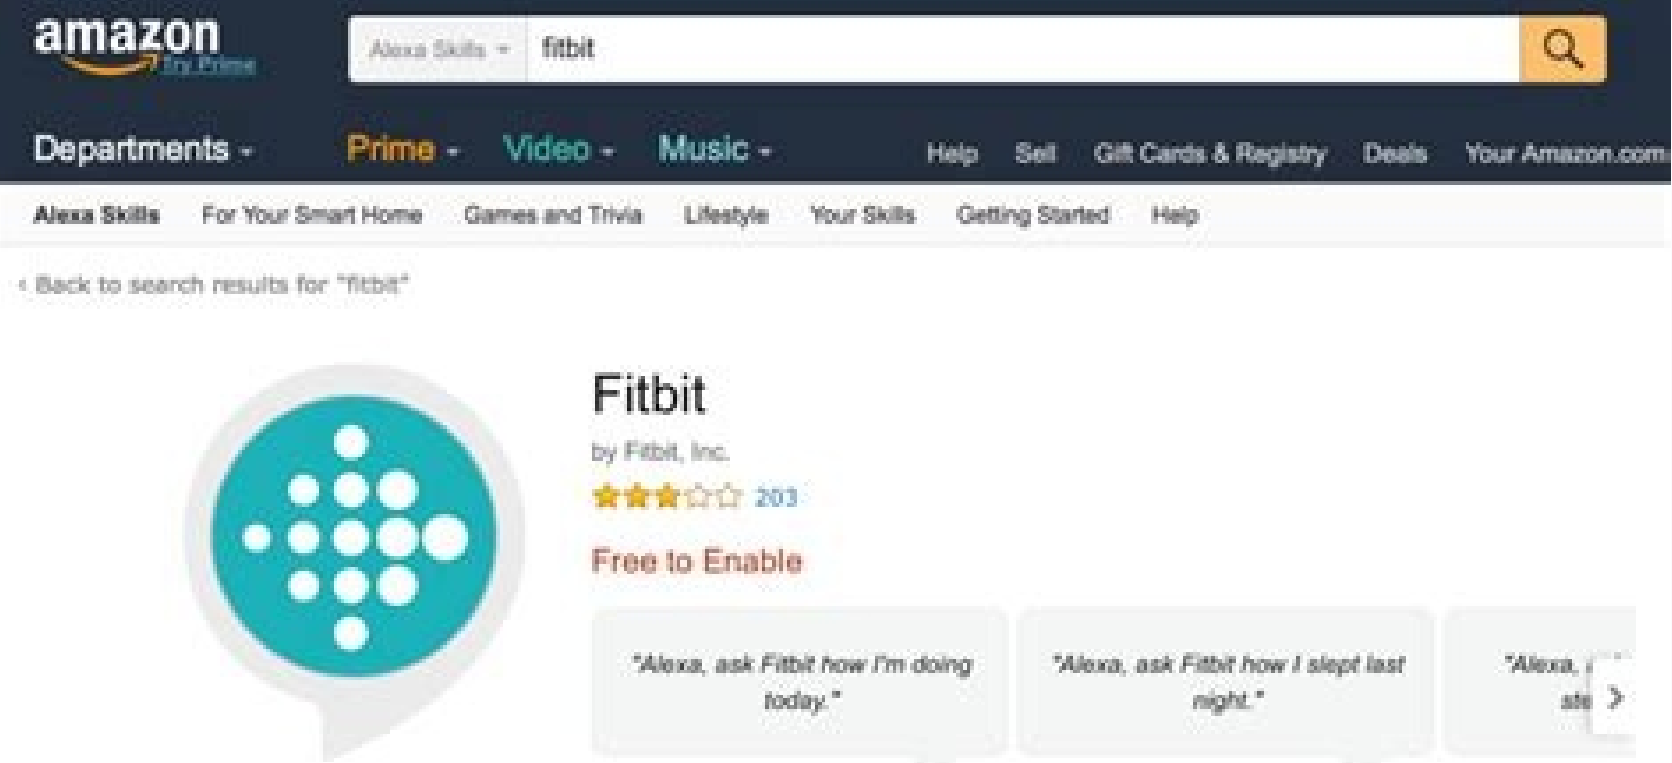 amazon
Try Prime
Alexa Skills
fitbit
Departments
Prime
Video
Music
Help
Sell
Gift Cards & Registry
Deals
Your Amazon.com
Alexa Skills
For Your Smart Home
Games and Trivia
Lifestyle
Your Skills
Getting Started
Help
‹ Back to search results for "fitbit"
Fitbit
by Fitbit, Inc.
203
Free to Enable
"Alexa, ask Fitbit how I'm doing
today."
"Alexa, ask Fitbit how I slept last
night."
"Alexa,